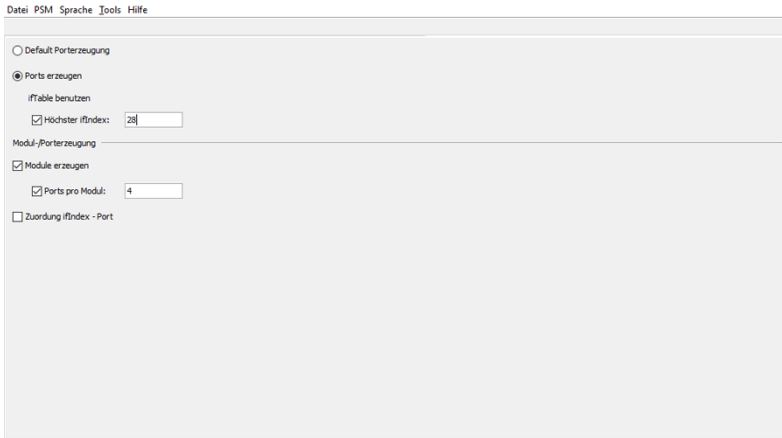 Datei PSM Sprache Tools Hilfe
Default Porterzeugung
Ports erzeugen
ifTable benutzen
Höchster ifIndex: 28
Modul-/Porterzeugung
Module erzeugen
Ports pro Modul: 4
Zuordung ifIndex - Port